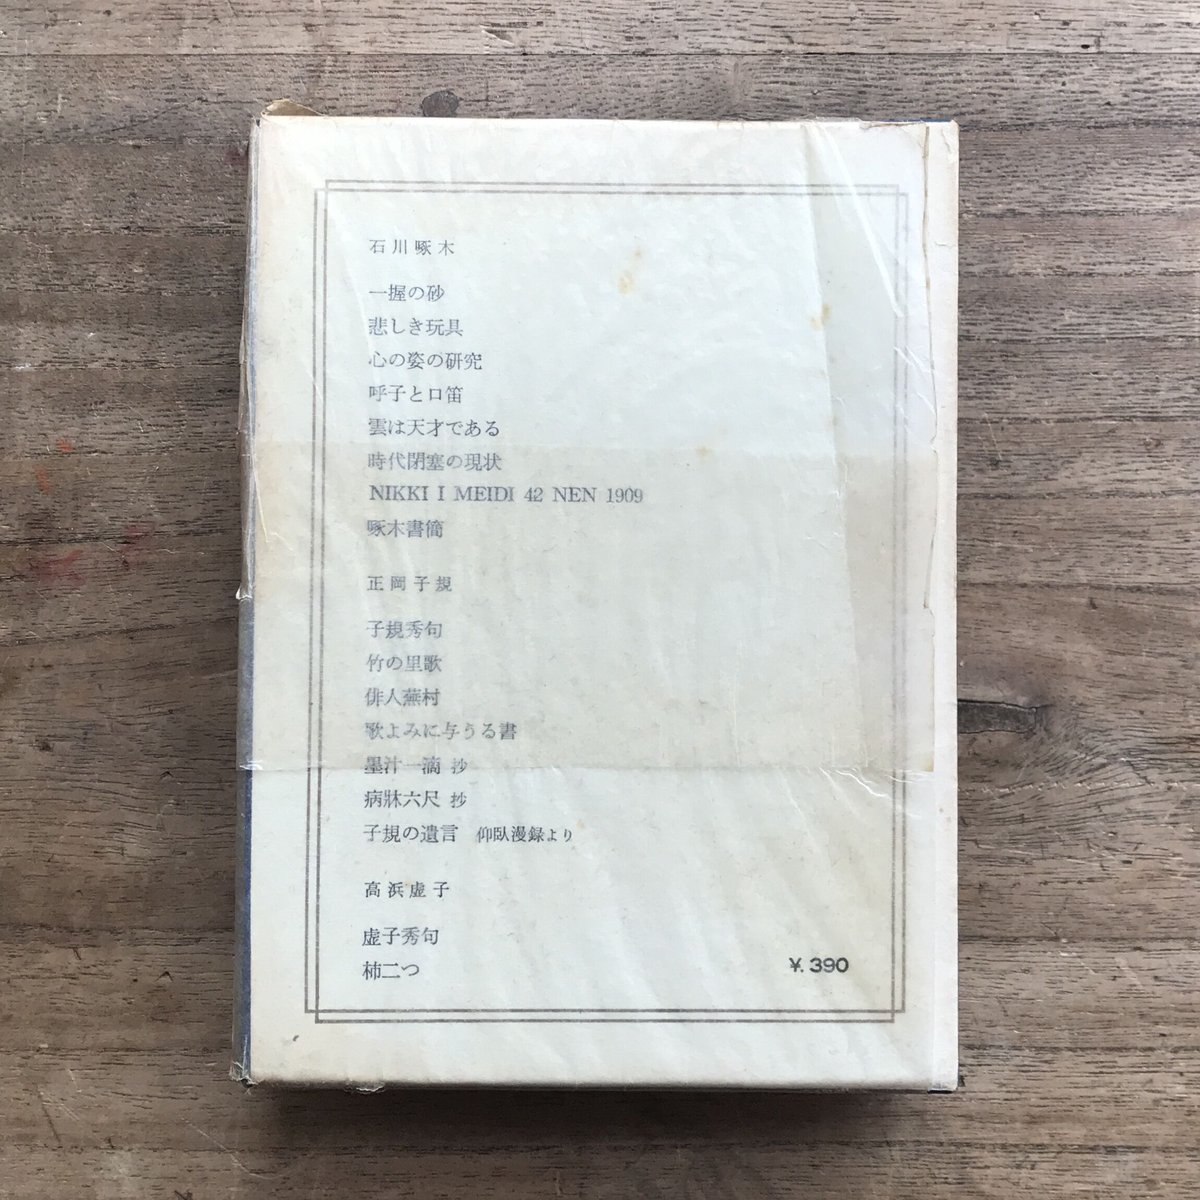 石川啄木
一握の砂
悲しき玩具
心の姿の研究
呼子と口笛
雲は天才である
時代閉塞の現状
NIKKI I MEIDI 42 NEN 1909
啄木書簡
正岡子規
子規秀句
竹の里歌
俳人蕪村
歌よみに与うる書
墨汁一滴 抄
病牀六尺 抄
子規の遺言 仰臥漫録より
高浜虚子
虚子秀句
柿二つ
¥.390